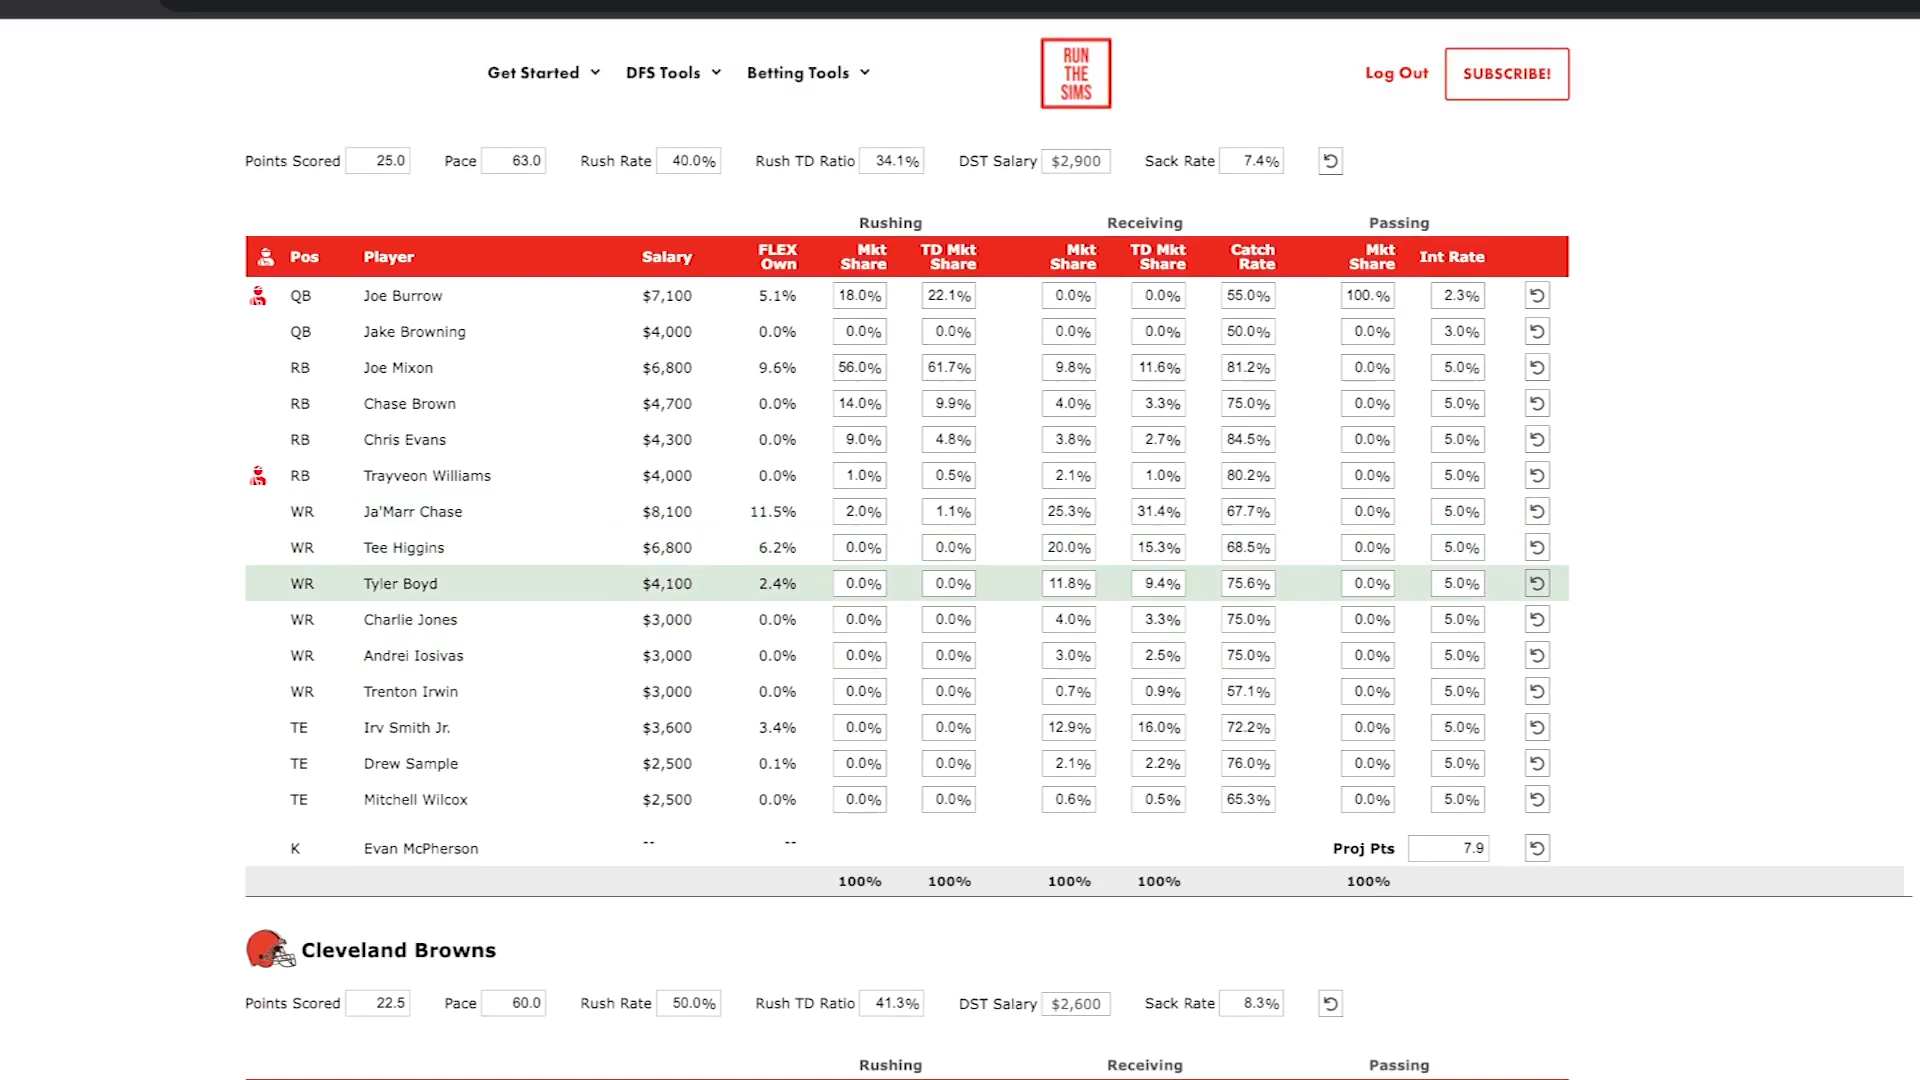 Get Started DFS Tools Betting Tools RUN THE SIMS Log Out SUBSCRIBE!
Points Scored 25.0 Pace 63.0 Rush Rate 40.0% Rush TD Ratio 34.1% DST Salary $2,900 Sack Rate 7.4%
Rushing Receiving Passing
Pos Player Salary FLEX Own Mkt Share TD Mkt Share Mkt Share TD Mkt Share Catch Rate Mkt Share Int Rate
QB Joe Burrow $7,100 5.1% 18.0% 22.1% 0.0% 0.0% 55.0% 100.% 2.3%
QB Jake Browning $4,000 0.0% 0.0% 0.0% 0.0% 0.0% 50.0% 0.0% 3.0%
RB Joe Mixon $6,800 9.6% 56.0% 61.7% 9.8% 11.6% 81.2% 0.0% 5.0%
RB Chase Brown $4,700 0.0% 14.0% 9.9% 4.0% 3.3% 75.0% 0.0% 5.0%
RB Chris Evans $4,300 0.0% 9.0% 4.8% 3.8% 2.7% 84.5% 0.0% 5.0%
RB Trayveon Williams $4,000 0.0% 1.0% 0.5% 2.1% 1.0% 80.2% 0.0% 5.0%
WR Ja'Marr Chase $8,100 11.5% 2.0% 1.1% 25.3% 31.4% 67.7% 0.0% 5.0%
WR Tee Higgins $6,800 6.2% 0.0% 0.0% 20.0% 15.3% 68.5% 0.0% 5.0%
WR Tyler Boyd $4,100 2.4% 0.0% 0.0% 11.8% 9.4% 75.6% 0.0% 5.0%
WR Charlie Jones $3,000 0.0% 0.0% 0.0% 4.0% 3.3% 75.0% 0.0% 5.0%
WR Andrei Iosivas $3,000 0.0% 0.0% 0.0% 3.0% 2.5% 75.0% 0.0% 5.0%
WR Trenton Irwin $3,000 0.0% 0.0% 0.0% 0.7% 0.9% 57.1% 0.0% 5.0%
TE Irv Smith Jr. $3,600 3.4% 0.0% 0.0% 12.9% 16.0% 72.2% 0.0% 5.0%
TE Drew Sample $2,500 0.1% 0.0% 0.0% 2.1% 2.2% 76.0% 0.0% 5.0%
TE Mitchell Wilcox $2,500 0.0% 0.0% 0.0% 0.6% 0.5% 65.3% 0.0% 5.0%
K Evan McPherson -- -- Proj Pts 7.9
100% 100% 100% 100% 100%
Cleveland Browns
Points Scored 22.5 Pace 60.0 Rush Rate 50.0% Rush TD Ratio 41.3% DST Salary $2,600 Sack Rate 8.3%
Rushing Receiving Passing